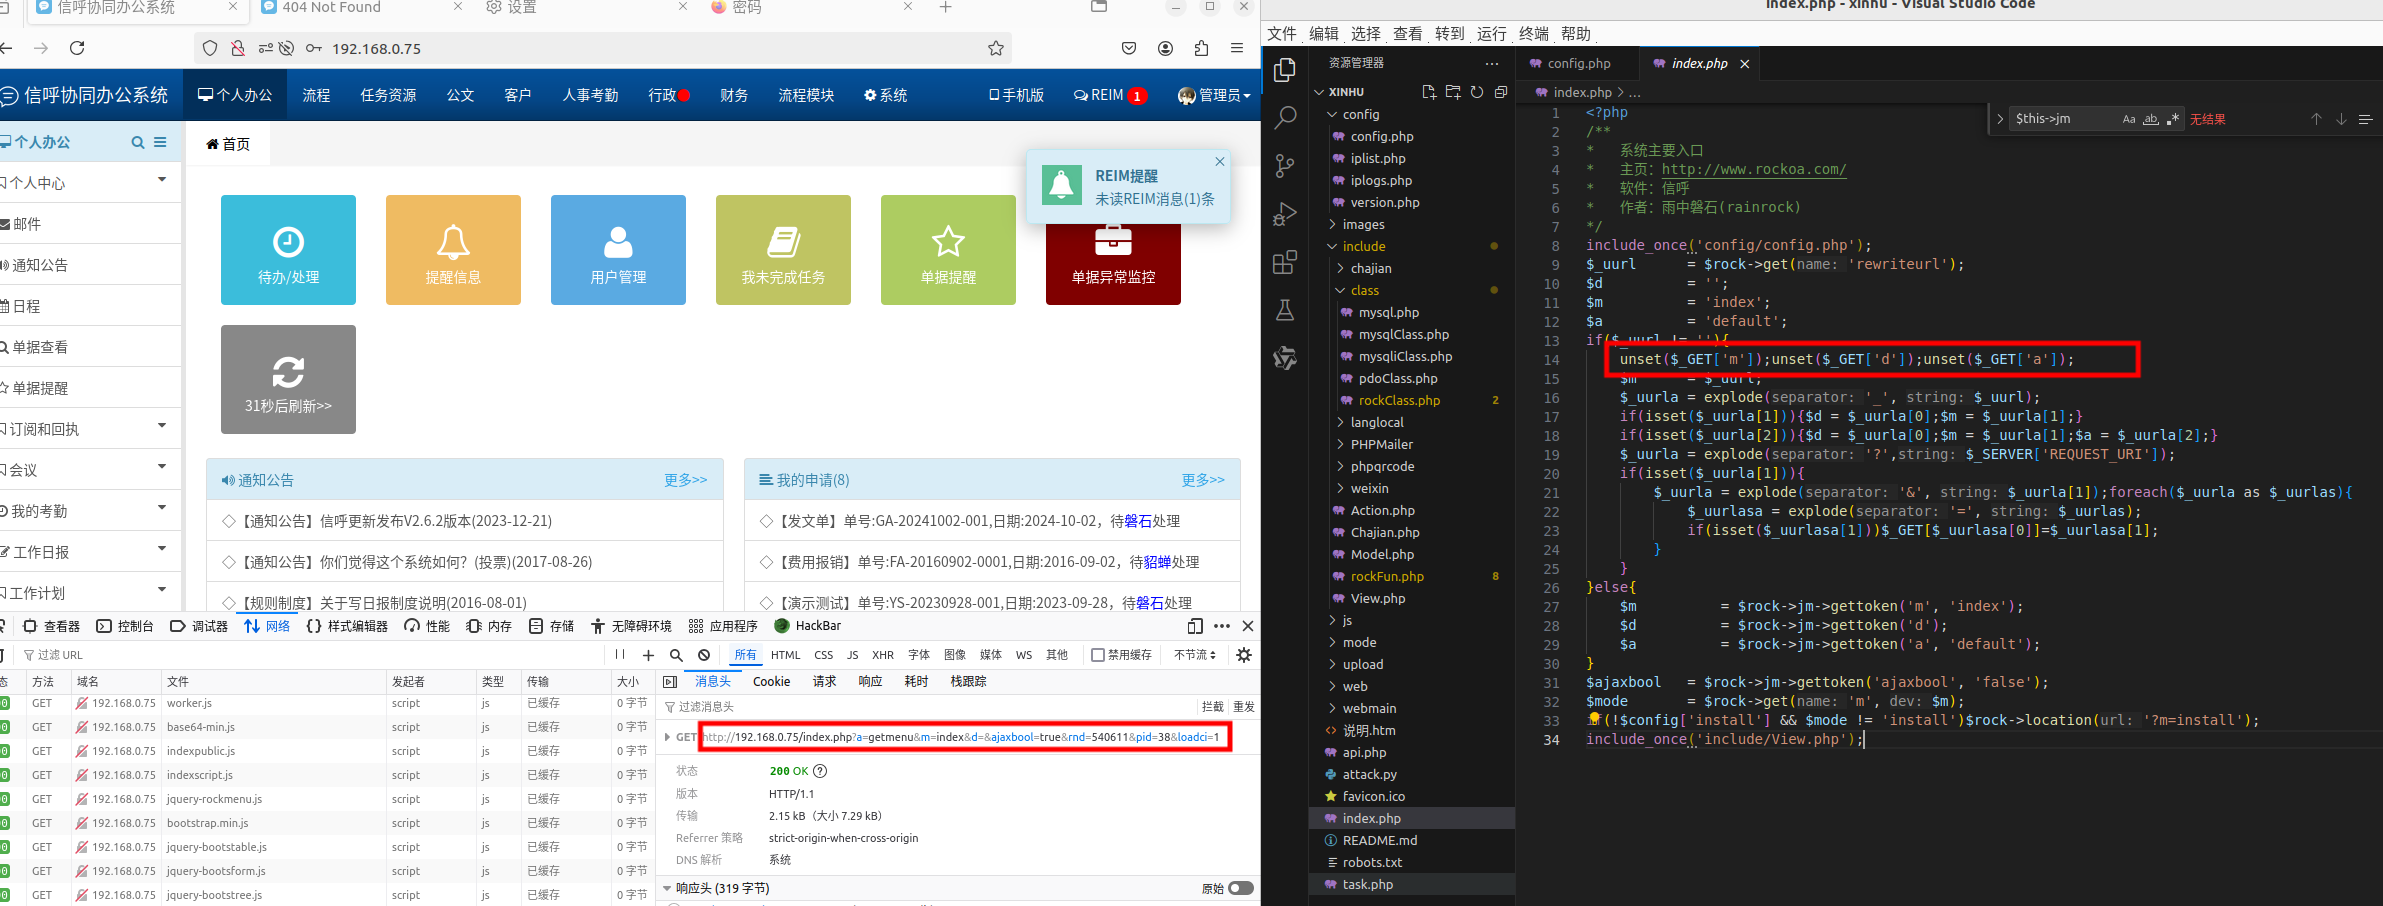 信呼协同办公系统
404 Not Found
设置
密码
192.168.0.75
信呼协同办公系统
个人办公
流程
任务资源
公文
客户
人事考勤
行政
财务
流程模块
系统
手机版
REIM 1
管理员
个人办公
首页
个人中心
邮件
通知公告
日程
单据查看
单据提醒
订阅和回执
会议
我的考勤
工作日报
工作计划
REIM提醒
未读REIM消息(1)条
待办/处理
提醒信息
用户管理
我未完成任务
单据提醒
单据异常监控
31秒后刷新>>
通知公告 更多>>
◇【通知公告】信呼更新发布V2.6.2版本(2023-12-21)
◇【通知公告】你们觉得这个系统如何？(投票)(2017-08-26)
◇【规则制度】关于写日报制度说明(2016-08-01)
我的申请(8) 更多>>
◇【发文单】单号:GA-20241002-001,日期:2024-10-02，待磐石处理
◇【费用报销】单号:FA-20160902-0001,日期:2016-09-02，待貂蝉处理
◇【演示测试】单号:YS-20230928-001,日期:2023-09-28，待磐石处理
查看器 控制台 调试器 网络 样式编辑器 性能 内存 存储 无障碍环境 应用程序 HackBar
过滤 URL
所有 HTML CSS JS XHR 字体 图像 媒体 WS 其他 禁用缓存 不节流
方法 域名 文件 发起者 类型 传输 大小
GET 192.168.0.75 worker.js script js 已缓存 0 字节
GET 192.168.0.75 base64-min.js script js 已缓存 0 字节
GET 192.168.0.75 indexpublic.js script js 已缓存 0 字节
GET 192.168.0.75 indexscript.js script js 已缓存 0 字节
GET 192.168.0.75 jquery-rockmenu.js script js 已缓存 0 字节
GET 192.168.0.75 bootstrap.min.js script js 已缓存 0 字节
GET 192.168.0.75 jquery-bootstable.js script js 已缓存 0 字节
GET 192.168.0.75 jquery-bootsform.js script js 已缓存 0 字节
GET 192.168.0.75 jquery-bootstree.js script js 已缓存 0 字节
消息头 Cookie 请求 响应 耗时 栈跟踪
过滤消息头 拦截 重发
GET http://192.168.0.75/index.php?a=getmenu&m=index&d=&ajaxbool=true&rnd=540611&pid=38&loadci=1
状态 200 OK
版本 HTTP/1.1
传输 2.15 kB（大小 7.29 kB）
Referrer 策略 strict-origin-when-cross-origin
DNS 解析 系统
响应头 (319 字节) 原始
index.php - xinhu - Visual Studio Code
文件 编辑 选择 查看 转到 运行 终端 帮助
资源管理器
XINHU
config
config.php
iplist.php
iplogs.php
version.php
images
include
chajian
class
mysql.php
mysqlClass.php
mysqliClass.php
pdoClass.php
rockClass.php 2
langlocal
PHPMailer
phpqrcode
weixin
Action.php
Chajian.php
Model.php
rockFun.php 8
View.php
js
mode
upload
web
webmain
说明.htm
api.php
attack.py
favicon.ico
index.php
README.md
robots.txt
task.php
config.php
index.php
index.php > ...
$this->jm Aa ab 无结果
1 <?php
2 /**
3 * 系统主要入口
4 * 主页：http://www.rockoa.com/
5 * 软件：信呼
6 * 作者：雨中磐石(rainrock)
7 */
8 include_once('config/config.php');
9 $_uurl = $rock->get(name: 'rewriteurl');
10 $d = '';
11 $m = 'index';
12 $a = 'default';
13 if($_uurl != ''){
14 unset($_GET['m']);unset($_GET['d']);unset($_GET['a']);
15 $m = $_uurl;
16 $_uurla = explode(separator: '_', string: $_uurl);
17 if(isset($_uurla[1])){$d = $_uurla[0];$m = $_uurla[1];}
18 if(isset($_uurla[2])){$d = $_uurla[0];$m = $_uurla[1];$a = $_uurla[2];}
19 $_uurla = explode(separator: '?',string: $_SERVER['REQUEST_URI']);
20 if(isset($_uurla[1])){
21 $_uurla = explode(separator: '&', string: $_uurla[1]);foreach($_uurla as $_uurlas){
22 $_uurlasa = explode(separator: '=', string: $_uurlas);
23 if(isset($_uurlasa[1]))$_GET[$_uurlasa[0]]=$_uurlasa[1];
24 }
25 }
26 }else{
27 $m = $rock->jm->gettoken('m', 'index');
28 $d = $rock->jm->gettoken('d');
29 $a = $rock->jm->gettoken('a', 'default');
30 }
31 $ajaxbool = $rock->jm->gettoken('ajaxbool', 'false');
32 $mode = $rock->get(name: 'm', dev: $m);
33 if(!$config['install'] && $mode != 'install')$rock->location(url: '?m=install');
34 include_once('include/View.php');